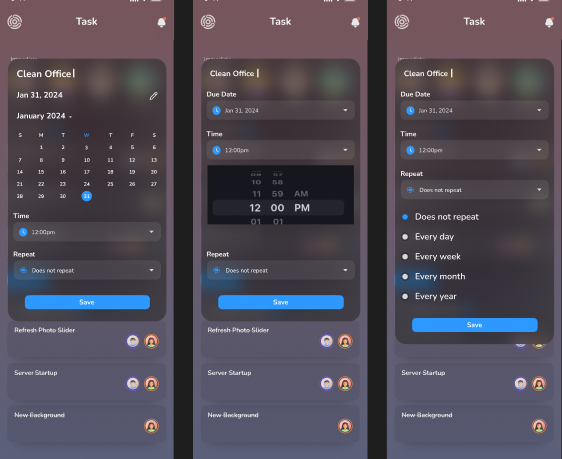 Task
Clean Office
Jan 31, 2024
January 2024
S M T W T F S
1 2 3 4 5 6
7 8 9 10 11 12 13
14 15 16 17 18 19 20
21 22 23 24 25 26 27
28 29 30 31
Time
12:00pm
Repeat
Does not repeat
Save
Refresh Photo Slider
Server Startup
New Background
Task
Clean Office
Due Date
Jan 31, 2024
Time
12:00pm
10 58
11 59 AM
12 00 PM
01 01
Repeat
Does not repeat
Save
Refresh Photo Slider
Server Startup
New Background
Task
Clean Office
Due Date
Jan 31, 2024
Time
12:00pm
Repeat
Does not repeat
Does not repeat
Every day
Every week
Every month
Every year
Save
Server Startup
New Background